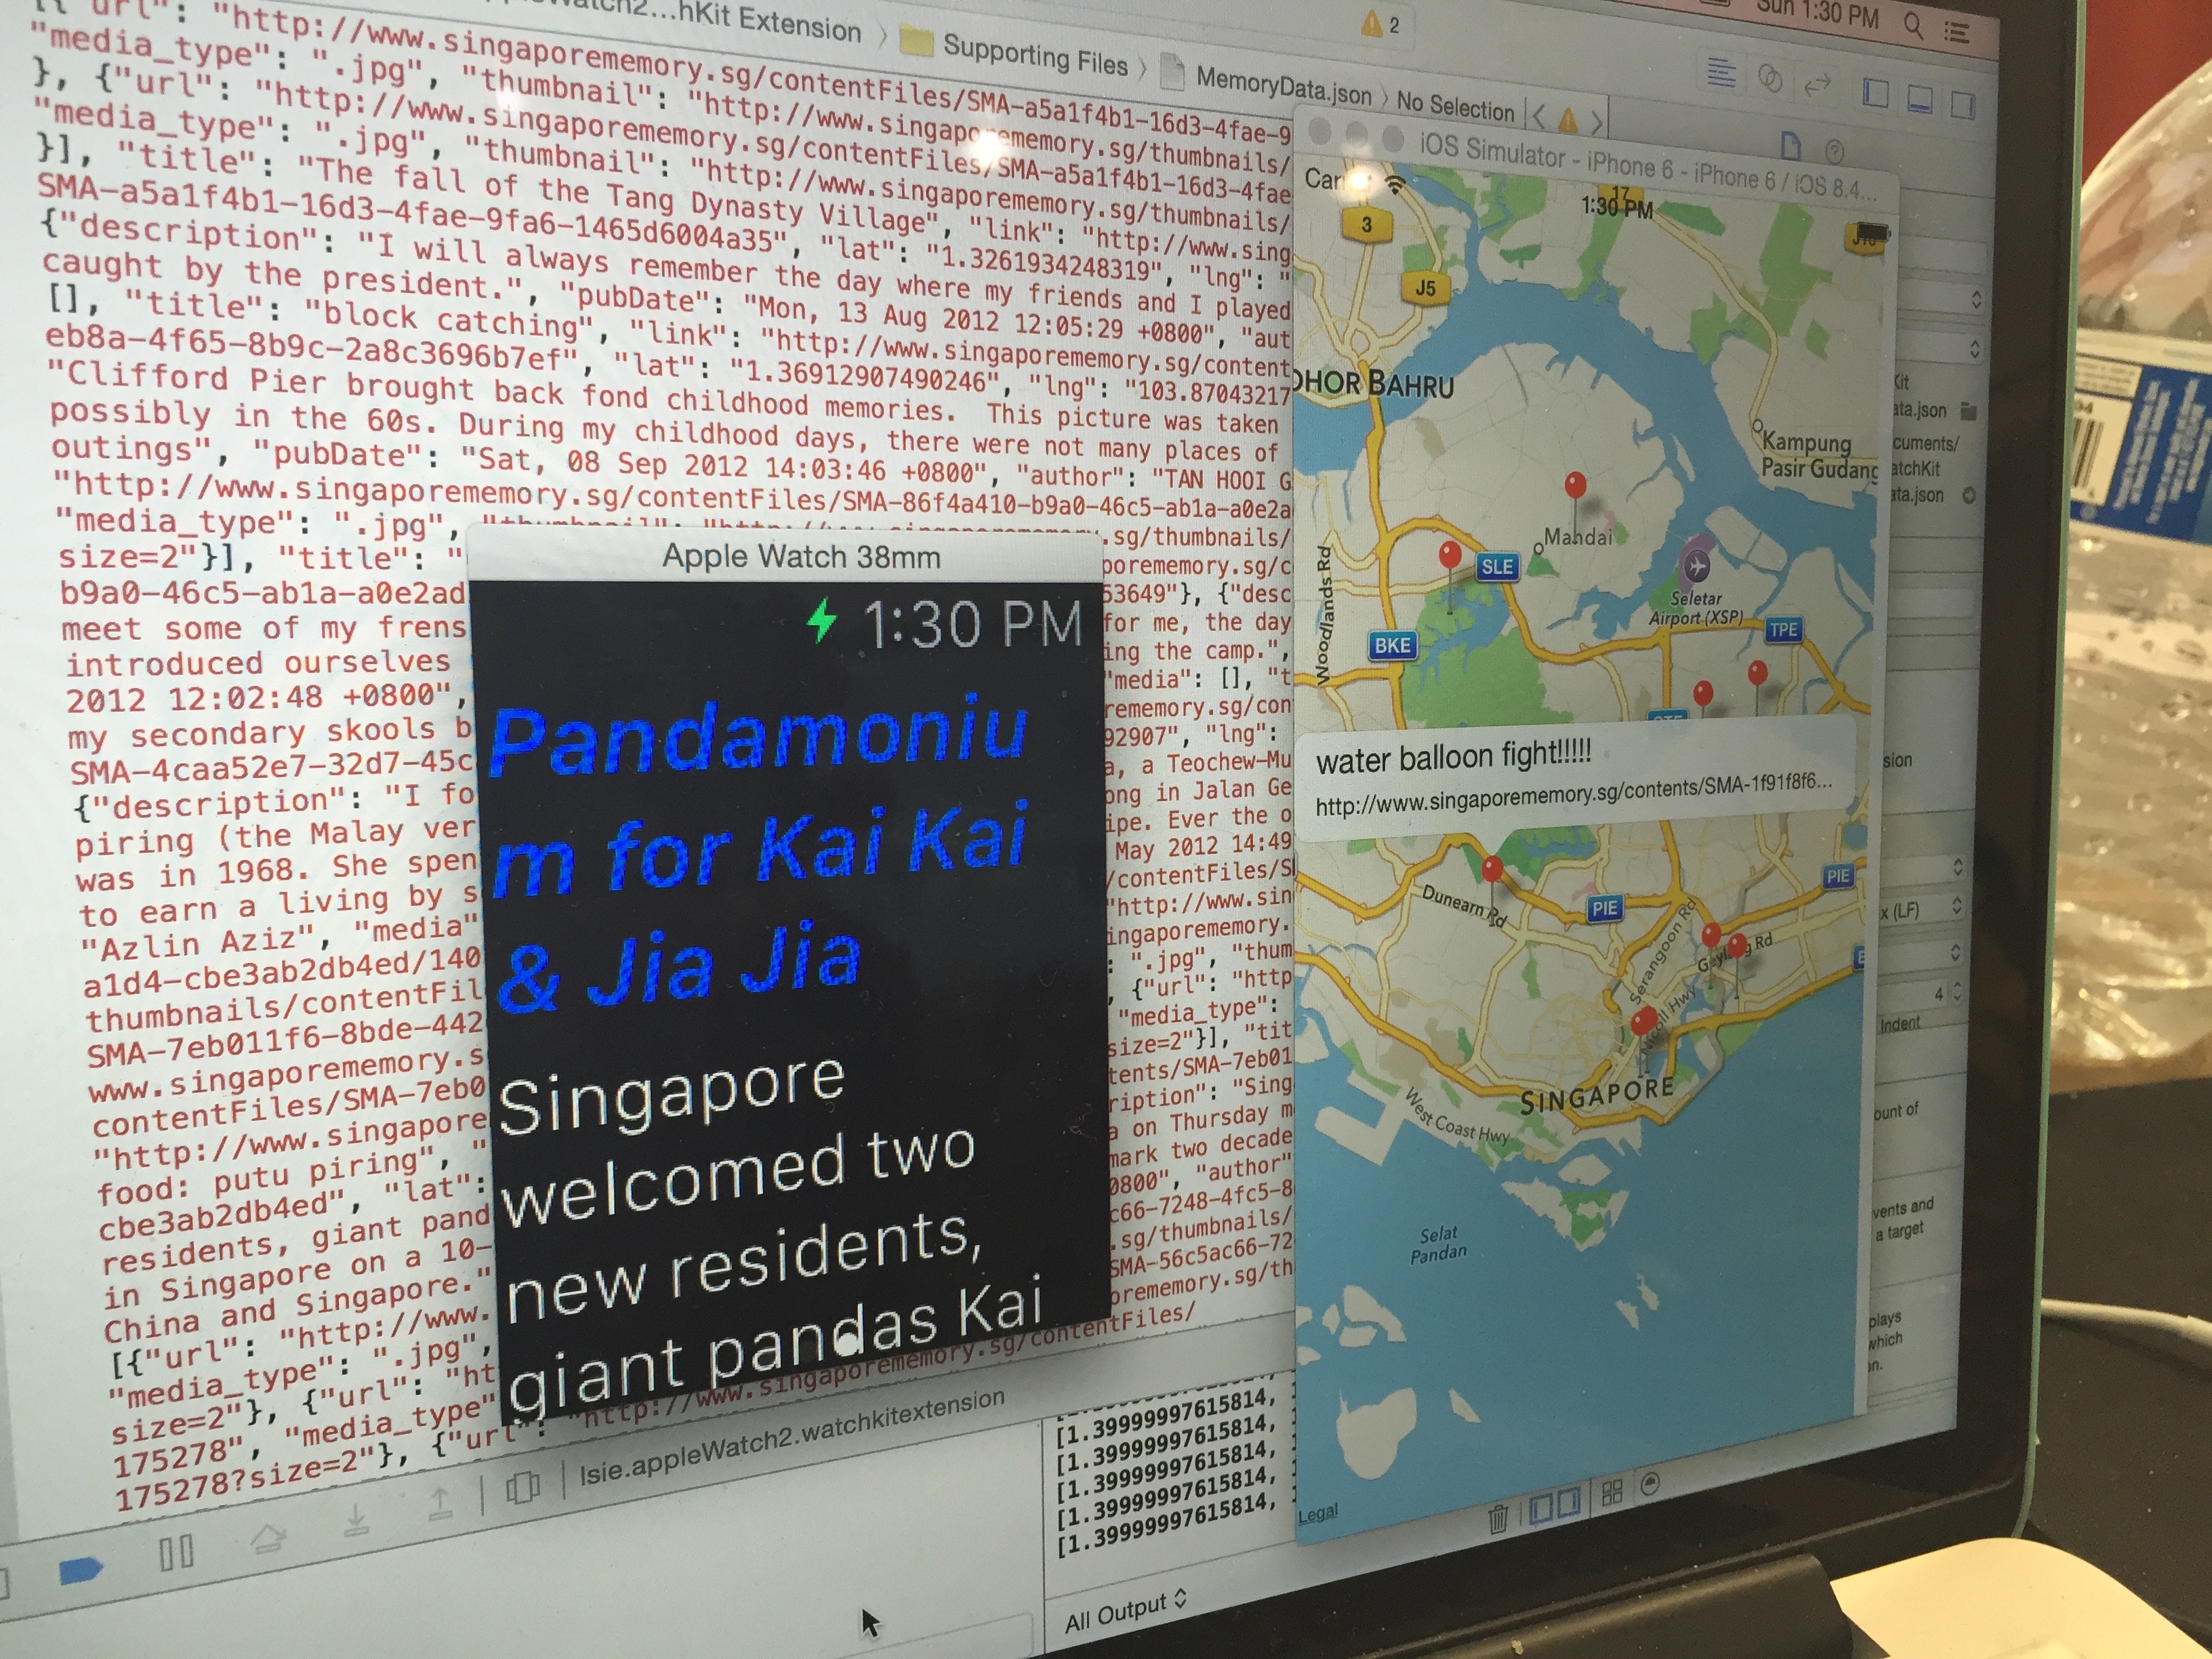 hKit Extension
Supporting Files
MemoryData.json
No Selection
2
Sun 1:30 PM
url": "http://www.singaporememory.sg/contentFiles/SMA-a5a1f4b1-16d3-4fae-9
"media_type": ".jpg", "thumbnail": "http://www.singaporememory.sg/thumbnails/
}, {"url": "http://www.singaporememory.sg/contentFiles/SMA-a5a1f4b1-16d3-4fae
"media_type": ".jpg", "thumbnail": "http://www.singaporememory.sg/thumbnails/
}], "title": "The fall of the Tang Dynasty Village", "link": "http://www.sing
SMA-a5a1f4b1-16d3-4fae-9fa6-1465d6004a35", "lat": "1.3261934248319", "lng": "
{"description": "I will always remember the day where my friends and I played
caught by the president.", "pubDate": "Mon, 13 Aug 2012 12:05:29 +0800", "aut
[], "title": "block catching", "link": "http://www.singaporememory.sg/content
eb8a-4f65-8b9c-2a8c3696b7ef", "lat": "1.36912907490246", "lng": "103.87043217
"Clifford Pier brought back fond childhood memories. This picture was taken
possibly in the 60s. During my childhood days, there were not many places of
outings", "pubDate": "Sat, 08 Sep 2012 14:03:46 +0800", "author": "TAN HOOI G
"http://www.singaporememory.sg/contentFiles/SMA-86f4a410-b9a0-46c5-ab1a-a0e2a
"media_type": ".jpg", .sg/thumbnails/
size=2"}], "title": " porememory.sg/c
b9a0-46c5-ab1a-a0e2ad 53649"}, {"desc
meet some of my frens for me, the day
introduced ourselves ing the camp.",
2012 12:02:48 +0800", "media": [], "t
my secondary skools b rememory.sg/con
SMA-4caa52e7-32d7-45c 92907", "lng":
{"description": "I fo a, a Teochew-Mu
piring (the Malay ver ong in Jalan Ge
was in 1968. She spen ipe. Ever the o
to earn a living by s May 2012 14:49
"Azlin Aziz", "media" /contentFiles/S
a1d4-cbe3ab2db4ed/140 "http://www.sin
thumbnails/contentFil ingaporememory.
SMA-7eb011f6-8bde-442 ".jpg", "thum
www.singaporememory.s , {"url": "http
contentFiles/SMA-7eb0 "media_type":
"http://www.singapore size=2"}], "tit
food: putu piring", " tents/SMA-7eb01
cbe3ab2db4ed", "lat": ription": "Sing
residents, giant pand a on Thursday m
in Singapore on a 10- mark two decade
China and Singapore." 0800", "author"
[{"url": "http://www. c66-7248-4fc5-8
"media_type": ".jpg", .sg/thumbnails/
size=2"}, {"url": "ht SMA-56c5ac66-72
175278", "media_type" orememory.sg/th
175278?size=2"}, {"url": "http://www.singaporememory.sg/contentFiles/
Apple Watch 38mm
1:30 PM
Pandamoniu
m for Kai Kai
& Jia Jia
Singapore
welcomed two
new residents,
giant pandas Kai
lsie.appleWatch2.watchkitextension
[1.39999997615814,
[1.39999997615814,
[1.39999997615814,
[1.39999997615814,
[1.39999997615814,
All Output
iOS Simulator - iPhone 6 - iPhone 6 / iOS 8.4...
1:30 PM
17
3
J5
OHOR BAHRU
Kampung
Pasir Gudang
Mandai
SLE
Seletar
Airport (XSP)
Woodlands Rd
BKE
TPE
water balloon fight!!!!!
http://www.singaporememory.sg/contents/SMA-1f91f8f6...
Dunearn Rd
PIE
PIE
Serangoon Rd
Nicoll Hwy
SINGAPORE
West Coast Hwy
Selat
Pandan
Legal
Kit
ata.json
cuments/
atchKit
ata.json
sion
x (LF)
4
Indent
ount of
vents and
a target
plays
which
n.